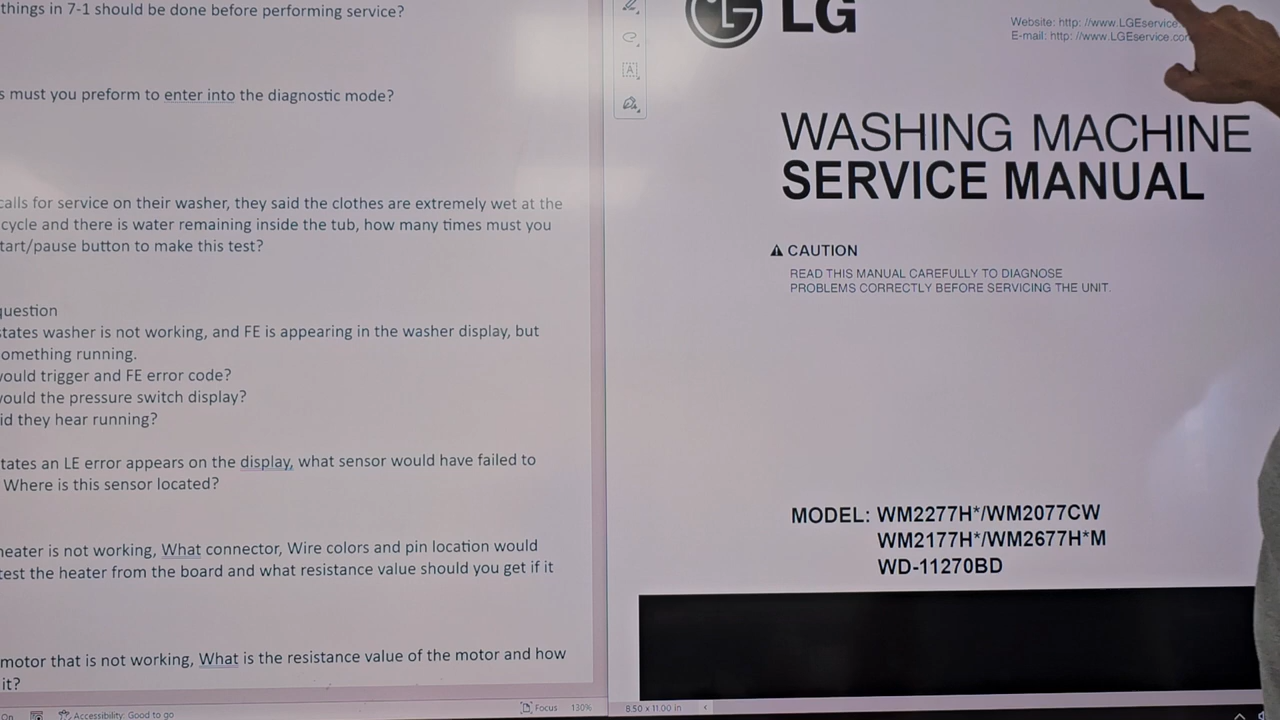 things in 7-1 should be done before performing service?
s must you preform to enter into the diagnostic mode?
calls for service on their washer, they said the clothes are extremely wet at the
cycle and there is water remaining inside the tub, how many times must you
tart/pause button to make this test?
question
states washer is not working, and FE is appearing in the washer display, but
omething running.
would trigger and FE error code?
would the pressure switch display?
id they hear running?
tates an LE error appears on the display, what sensor would have failed to
Where is this sensor located?
heater is not working, What connector, Wire colors and pin location would
test the heater from the board and what resistance value should you get if it
motor that is not working, What is the resistance value of the motor and how
it?
On
Accessibility: Good to go
Focus
130%
LG
Website: http: //www.LGEservice.
E-mail: http: //www.LGEservice.com
WASHING MACHINE
SERVICE MANUAL
CAUTION
READ THIS MANUAL CAREFULLY TO DIAGNOSE
PROBLEMS CORRECTLY BEFORE SERVICING THE UNIT.
MODEL: WM2277H*/WM2077CW
WM2177H*/WM2677H*M
WD-11270BD
8.50 x 11.00 in